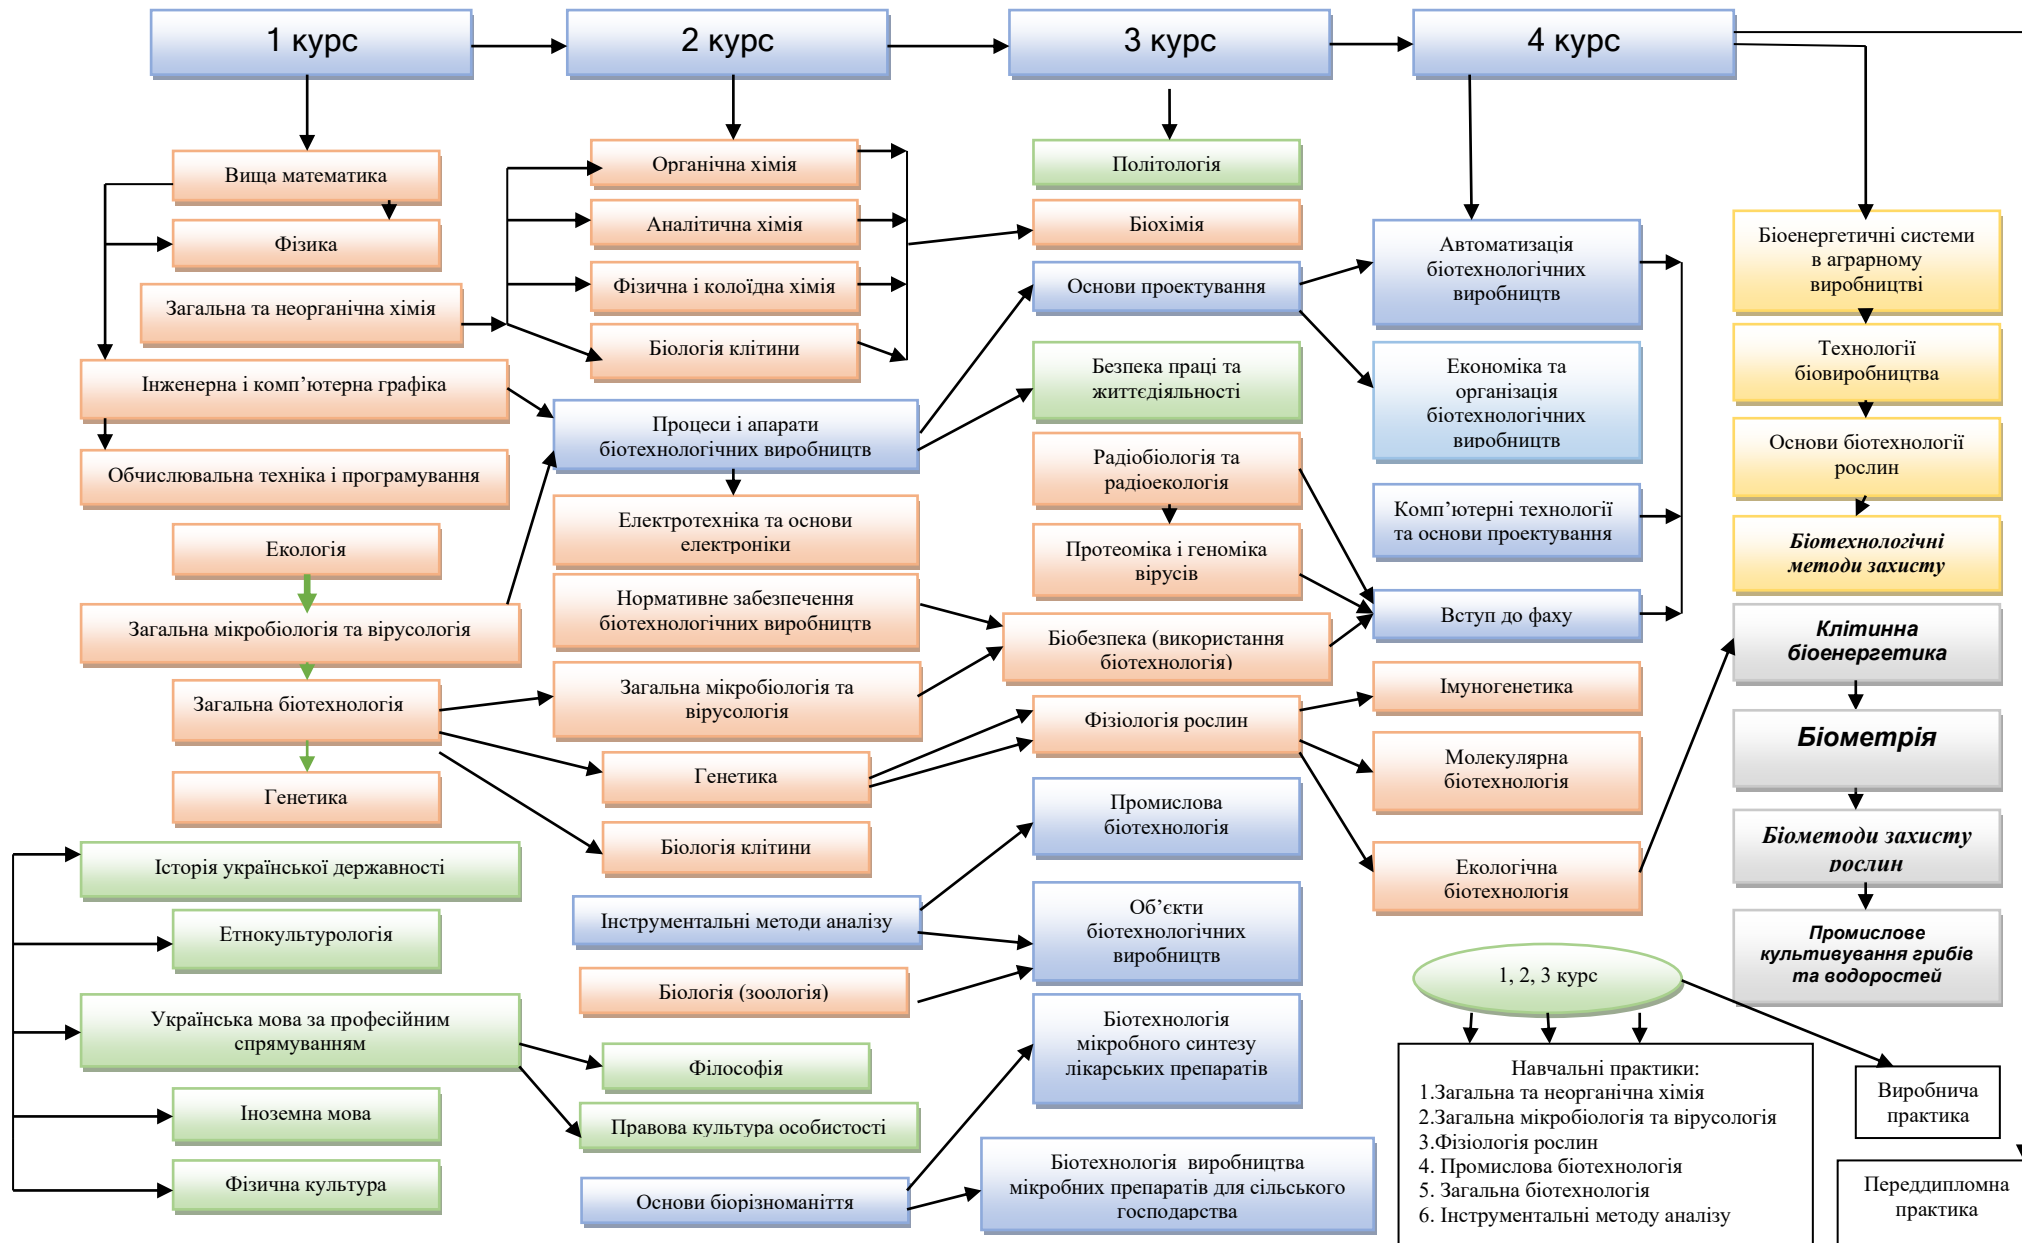 1 курс
2 курс
3 курс
4 курс
Вища математика
Фізика
Загальна та неорганічна хімія
Інженерна і комп’ютерна графіка
Обчислювальна техніка і програмування
Екологія
Загальна мікробіологія та вірусологія
Загальна біотехнологія
Генетика
Історія української державності
Етнокультурологія
Українська мова за професійним
спрямуванням
Іноземна мова
Фізична культура
Органічна хімія
Аналітична хімія
Фізична і колоїдна хімія
Біологія клітини
Процеси і апарати
біотехнологічних виробництв
Електротехніка та основи
електроніки
Нормативне забезпечення
біотехнологічних виробництв
Загальна мікробіологія та
вірусологія
Генетика
Біологія клітини
Інструментальні методи аналізу
Біологія (зоологія)
Філософія
Правова культура особистості
Основи біорізноманіття
Політологія
Біохімія
Основи проектування
Безпека праці та
життєдіяльності
Радіобіологія та
радіоекологія
Протеоміка і геноміка
вірусів
Біобезпека (використання
біотехнологія)
Фізіологія рослин
Промислова
біотехнологія
Об’єкти
біотехнологічних
виробництв
Біотехнологія
мікробного синтезу
лікарських препаратів
Біотехнологія виробництва
мікробних препаратів для сільського
господарства
Автоматизація
біотехнологічних
виробництв
Економіка та
організація
біотехнологічних
виробництв
Комп’ютерні технології
та основи проектування
Вступ до фаху
Імуногенетика
Молекулярна
біотехнологія
Екологічна
біотехнологія
1, 2, 3 курс
Навчальні практики:
1.Загальна та неорганічна хімія
2.Загальна мікробіологія та вірусологія
3.Фізіологія рослин
4. Промислова біотехнологія
5. Загальна біотехнологія
6. Інструментальні методу аналізу
Біоенергетичні системи
в аграрному
виробництві
Технології
біовиробництва
Основи біотехнології
рослин
Біотехнологічні
методи захисту
Клітинна
біоенергетика
Біометрія
Біометоди захисту
рослин
Промислове
культивування грибів
та водоростей
Виробнича
практика
Переддипломна
практика